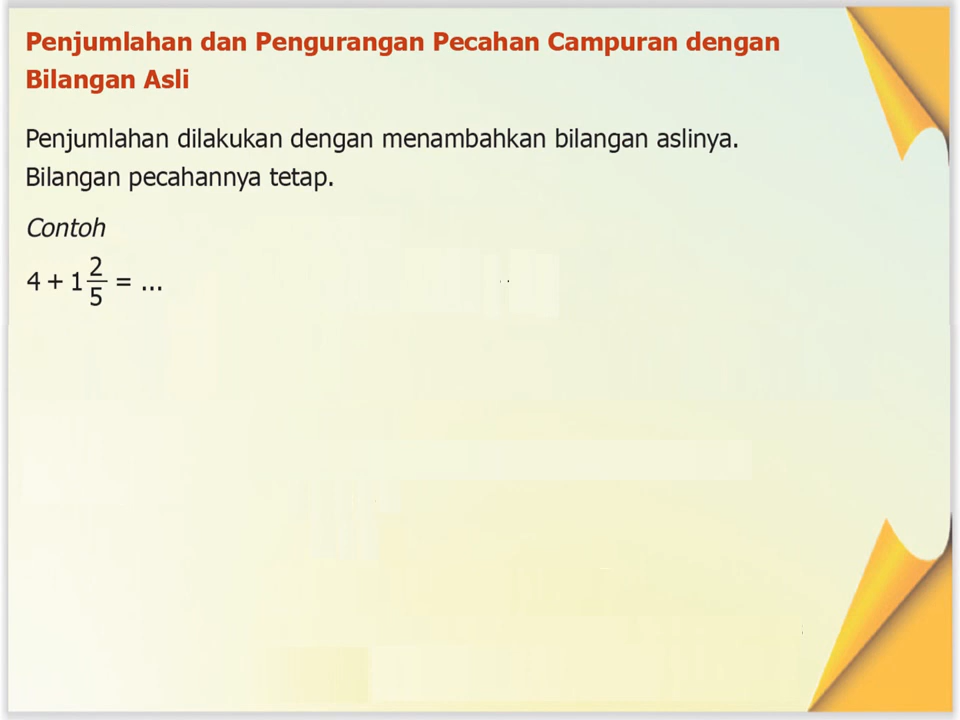 Penjumlahan dan Pengurangan Pecahan Campuran dengan
Bilangan Asli
Penjumlahan dilakukan dengan menambahkan bilangan aslinya.
Bilangan pecahannya tetap.
Contoh
4 + 1 2/5 = ...